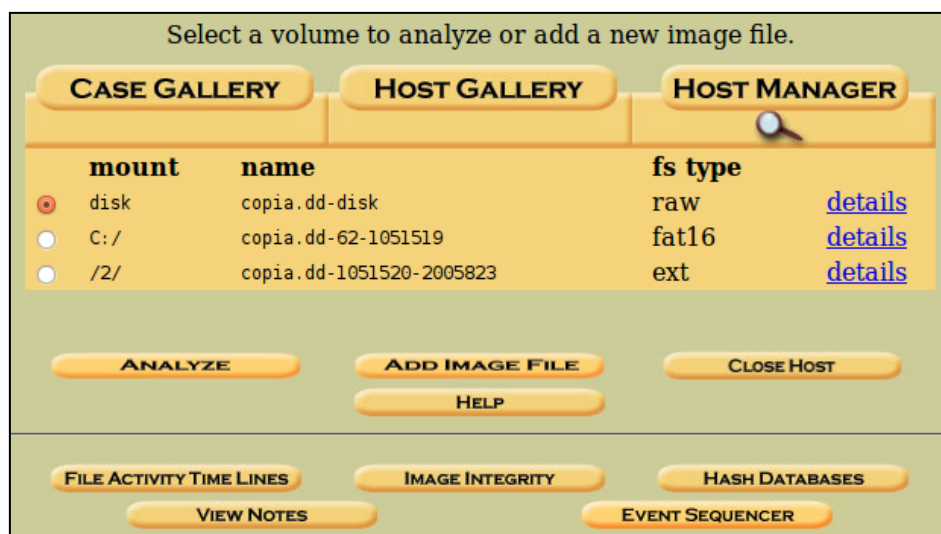 Select a volume to analyze or add a new image file.
CASE GALLERY HOST GALLERY HOST MANAGER
mount name fs type
disk copia.dd-disk raw details
C:/ copia.dd-62-1051519 fat16 details
/2/ copia.dd-1051520-2005823 ext details
ANALYZE ADD IMAGE FILE CLOSE HOST
HELP
FILE ACTIVITY TIME LINES IMAGE INTEGRITY HASH DATABASES
VIEW NOTES EVENT SEQUENCER